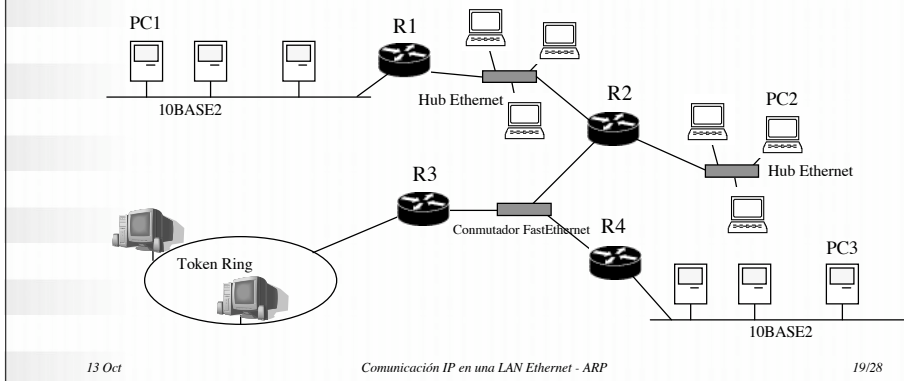 PC1
R1
10BASE2
Hub Ethernet
R2
PC2
Hub Ethernet
R3
Conmutador FastEthernet
R4
Token Ring
PC3
10BASE2
13 Oct
Comunicación IP en una LAN Ethernet - ARP
19/28